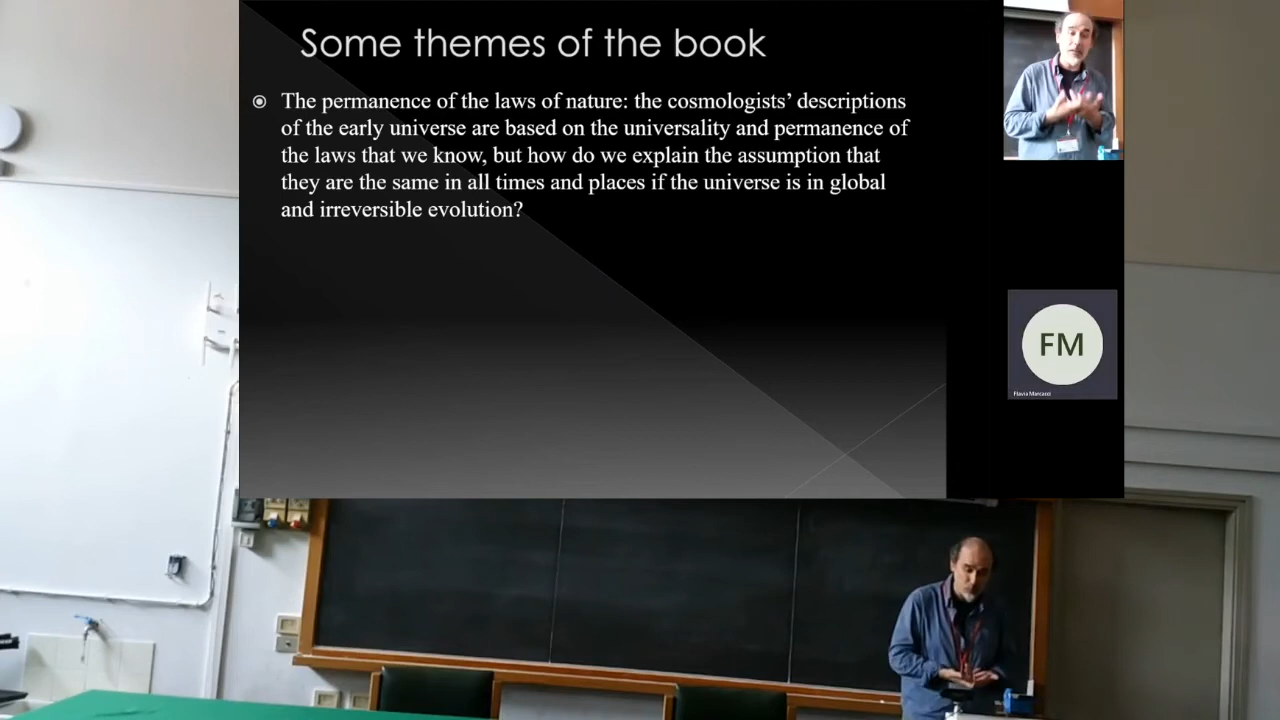 Some themes of the book
The permanence of the laws of nature: the cosmologists’ descriptions
of the early universe are based on the universality and permanence of
the laws that we know, but how do we explain the assumption that
they are the same in all times and places if the universe is in global
and irreversible evolution?
FM
Flavia Marcacci